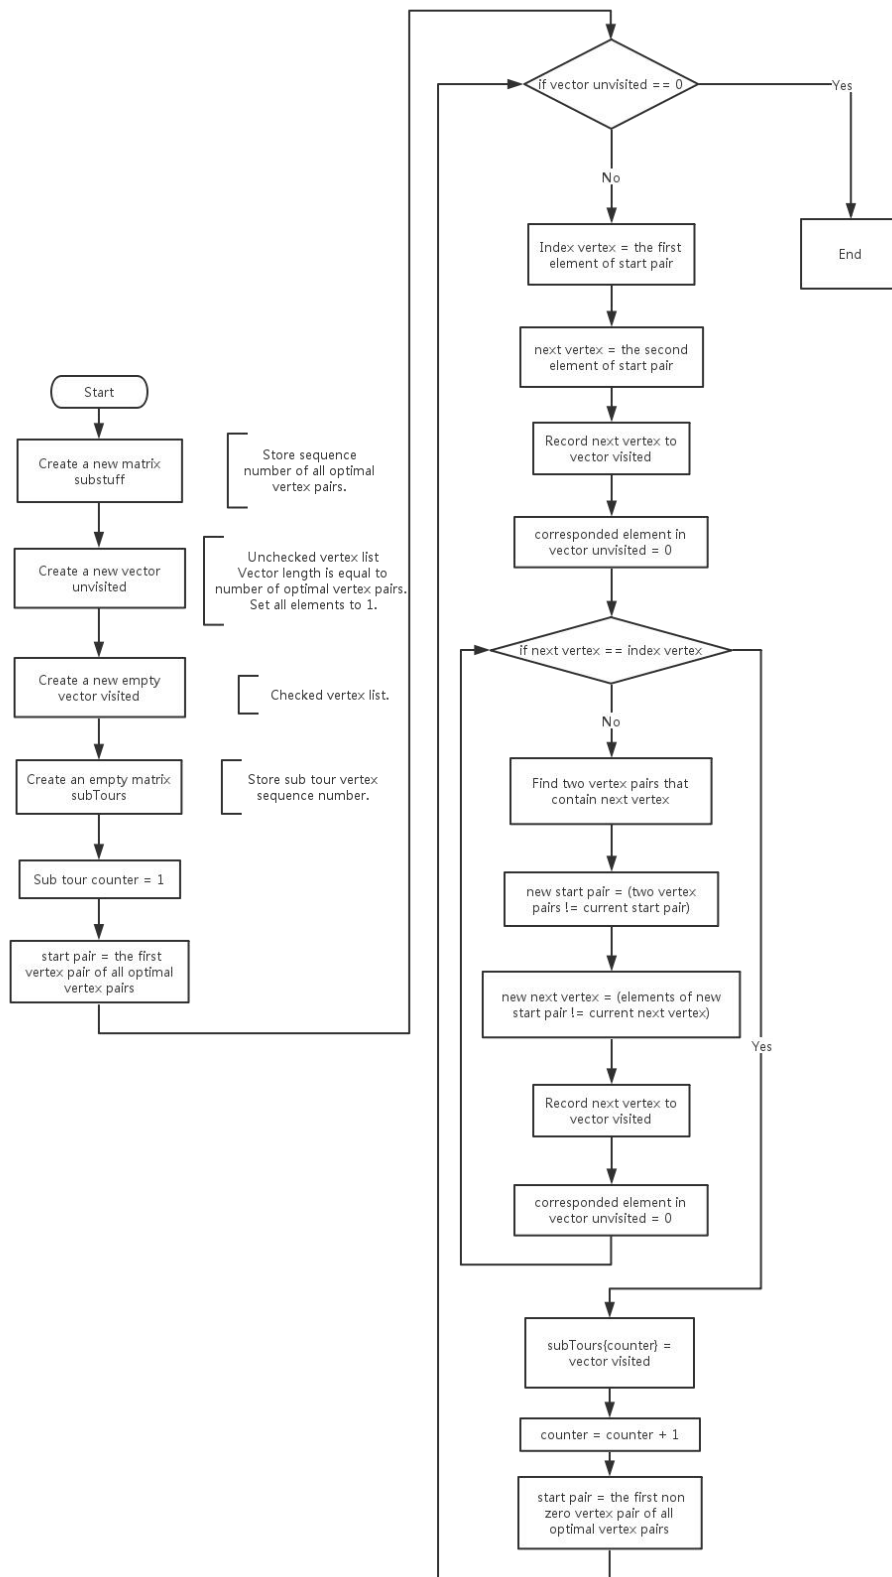 Start
Create a new matrix
substuff
Store sequence
number of all optimal
vertex pairs.
Create a new vector
unvisited
Unchecked vertex list
Vector length is equal to
number of optimal vertex pairs.
Set all elements to 1.
Create a new empty
vector visited
Checked vertex list.
Create an empty matrix
subTours
Store sub tour vertex
sequence number.
Sub tour counter = 1
start pair = the first
vertex pair of all optimal
vertex pairs
if vector unvisited == 0
Yes
End
No
Index vertex = the first
element of start pair
next vertex = the second
element of start pair
Record next vertex to
vector visited
corresponded element in
vector unvisited = 0
if next vertex == index vertex
No
Find two vertex pairs that
contain next vertex
new start pair = (two vertex
pairs != current start pair)
new next vertex = (elements of new
start pair != current next vertex)
Yes
Record next vertex to
vector visited
corresponded element in
vector unvisited = 0
subTours{counter} =
vector visited
counter = counter + 1
start pair = the first non
zero vertex pair of all
optimal vertex pairs